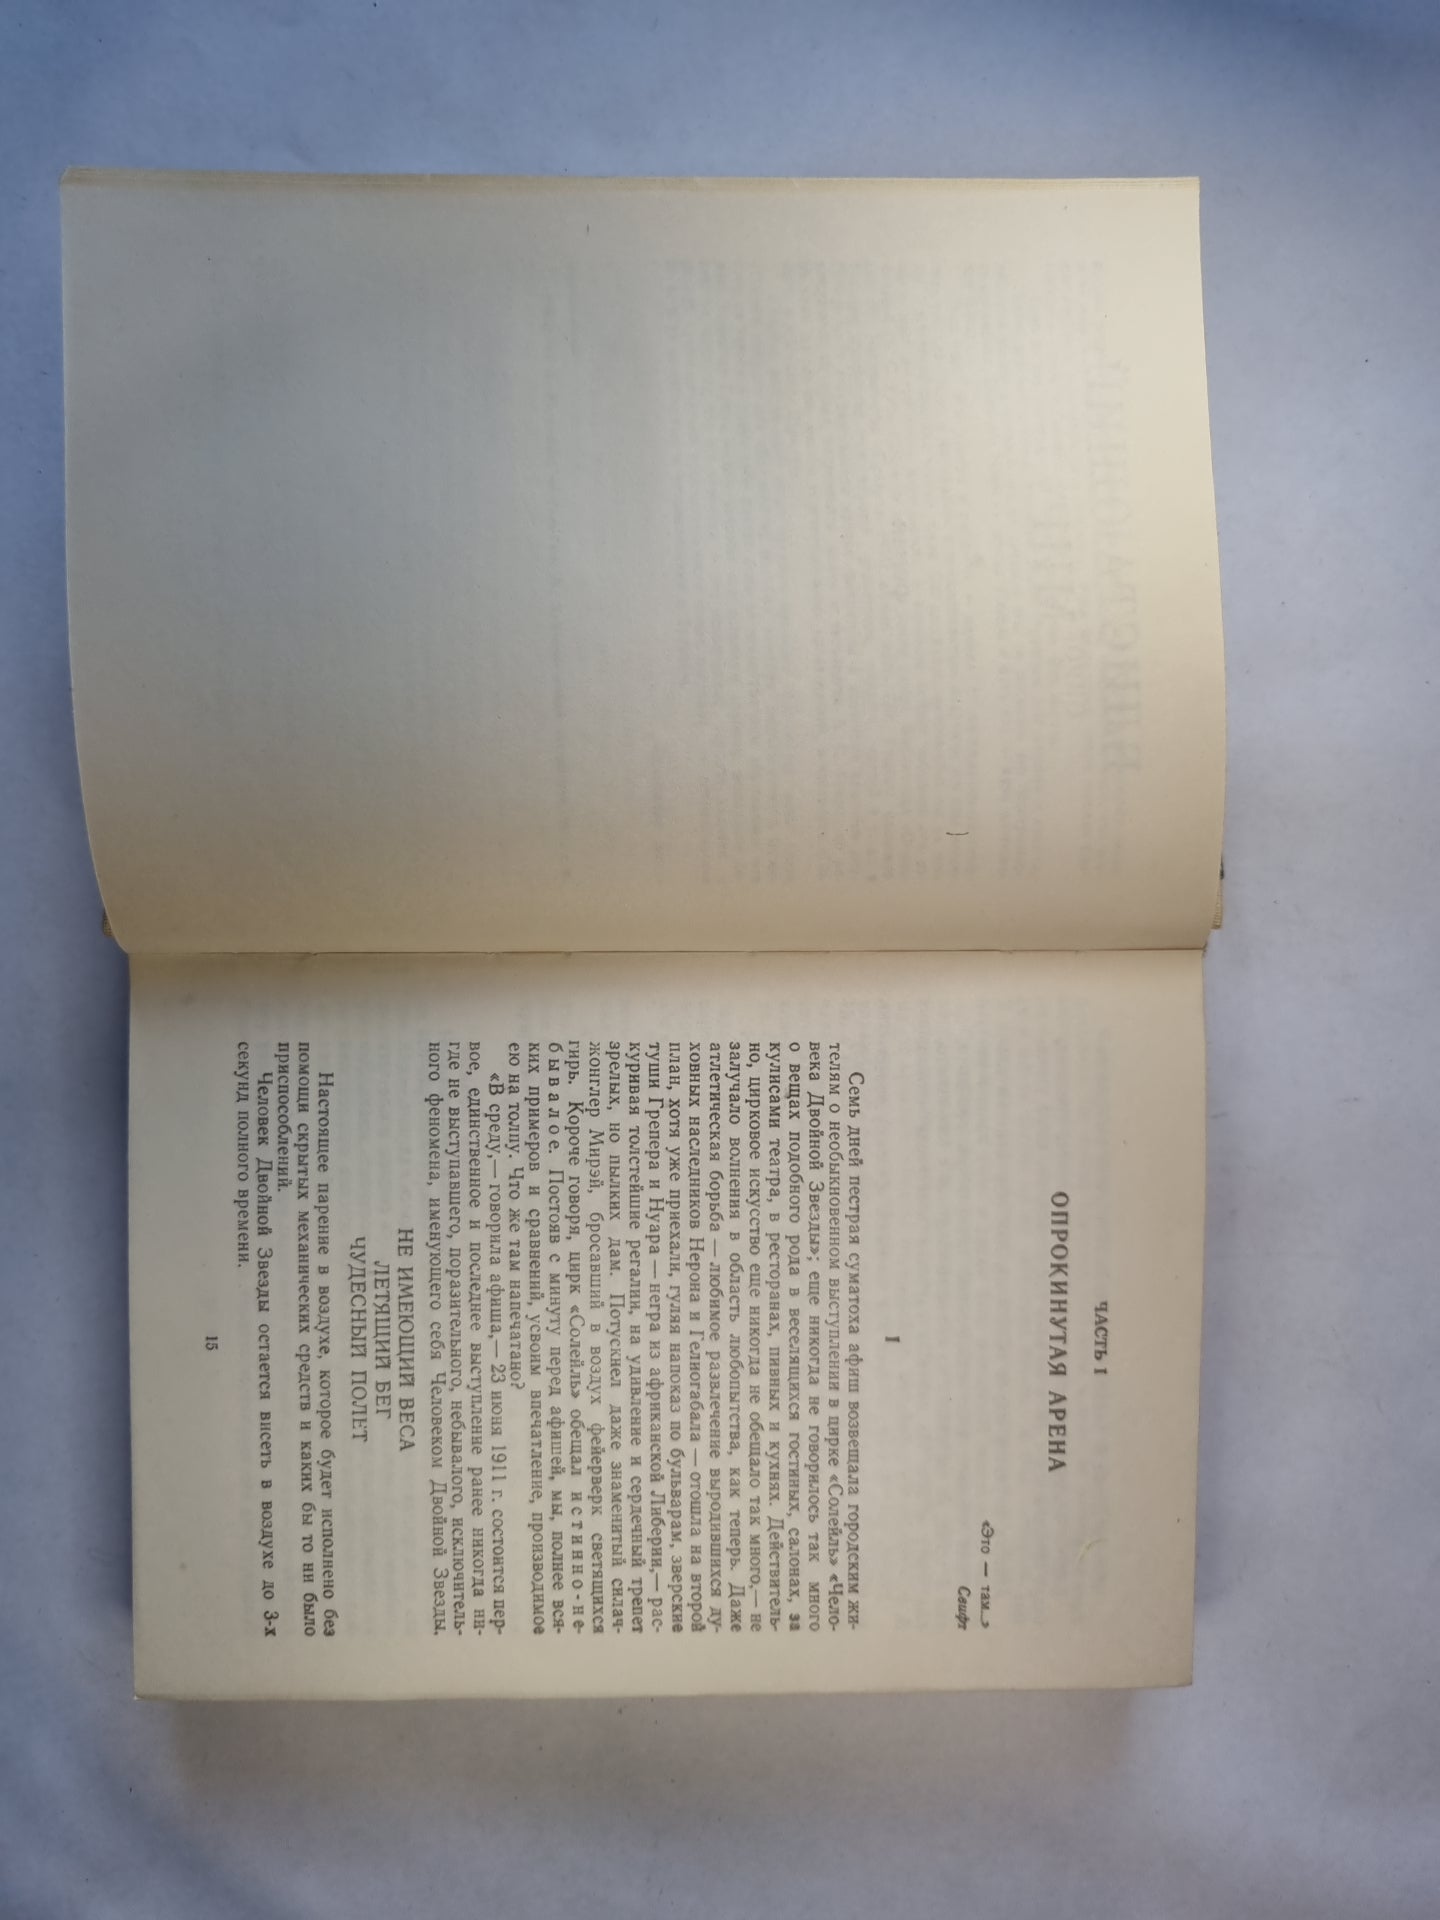 ЧАСТЬ I
ОПРОКИНУТАЯ АРЕНА
«Это — там...»
Свифт
I
Семь дней пестрая суматоха афиш возвещала городским жи-
телям о необыкновенном выступлении в цирке «Солейль» «Чело-
века Двойной Звезды»; еще никогда не говорилось так много
о вещах подобного рода в веселящихся гостиных, салонах, за
кулисами театра, в ресторанах, пивных и кухнях. Действитель-
но, цирковое искусство еще никогда не обещало так много,— не
залучало волнения в область любопытства, как теперь. Даже
атлетическая борьба — любимое развлечение выродившихся ду-
ховных наследников Нерона и Гелиогабала — отошла на второй
план, хотя уже приехали, гуляя напоказ по бульварам, зверские
туши Грепера и Нуара — негра из африканской Либерии,— рас-
куривая толстейшие регалии, на удивление и сердечный трепет
зрелых, но пылких дам. Потускнел даже знаменитый силач-
жонглер Мирэй, бросавший в воздух фейерверк светящихся
гирь. Короче говоря, цирк «Солейль» обещал истинно-не-
бывалое. Постояв с минуту перед афишей, мы, полнее вся-
ких примеров и сравнений, усвоим впечатление, производимое
ею на толпу. Что же там напечатано?
«В среду,— говорила афиша,— 23 июня 1911 г. состоится пер-
вое, единственное и последнее выступление ранее никогда ни-
где не выступавшего, поразительного, небывалого, исключитель-
ного феномена, именующего себя Человеком Двойной Звезды.
НЕ ИМЕЮЩИЙ ВЕСА
ЛЕТЯЩИЙ БЕГ
ЧУДЕСНЫЙ ПОЛЕТ
Настоящее парение в воздухе, которое будет исполнено без
помощи скрытых механических средств и каких бы то ни было
приспособлений.
Человек Двойной Звезды остается висеть в воздухе до 3-х
секунд полного времени.
15